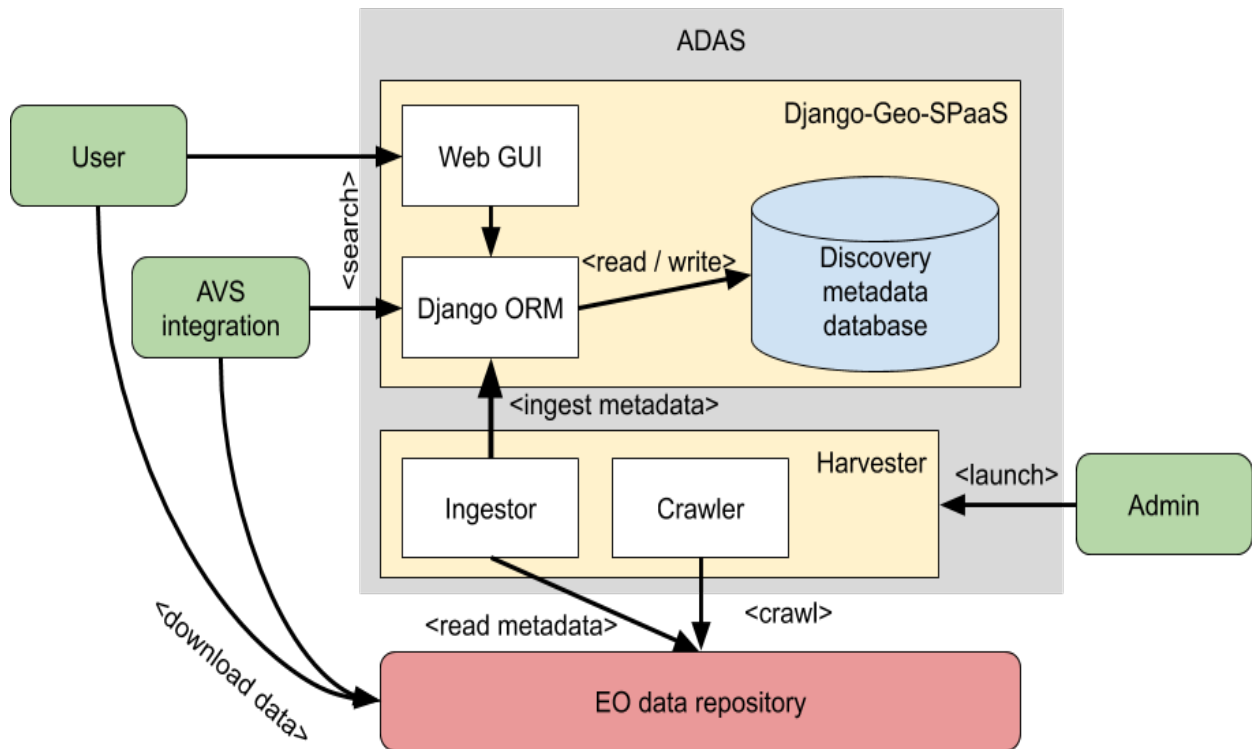 ADAS
Django-Geo-SPaaS
User
Web GUI
<search>
<read / write>
Discovery
metadata
database
AVS
integration
Django ORM
<ingest metadata>
Harvester
<launch>
Ingestor
Crawler
Admin
<read metadata>
<crawl>
<download data>
EO data repository